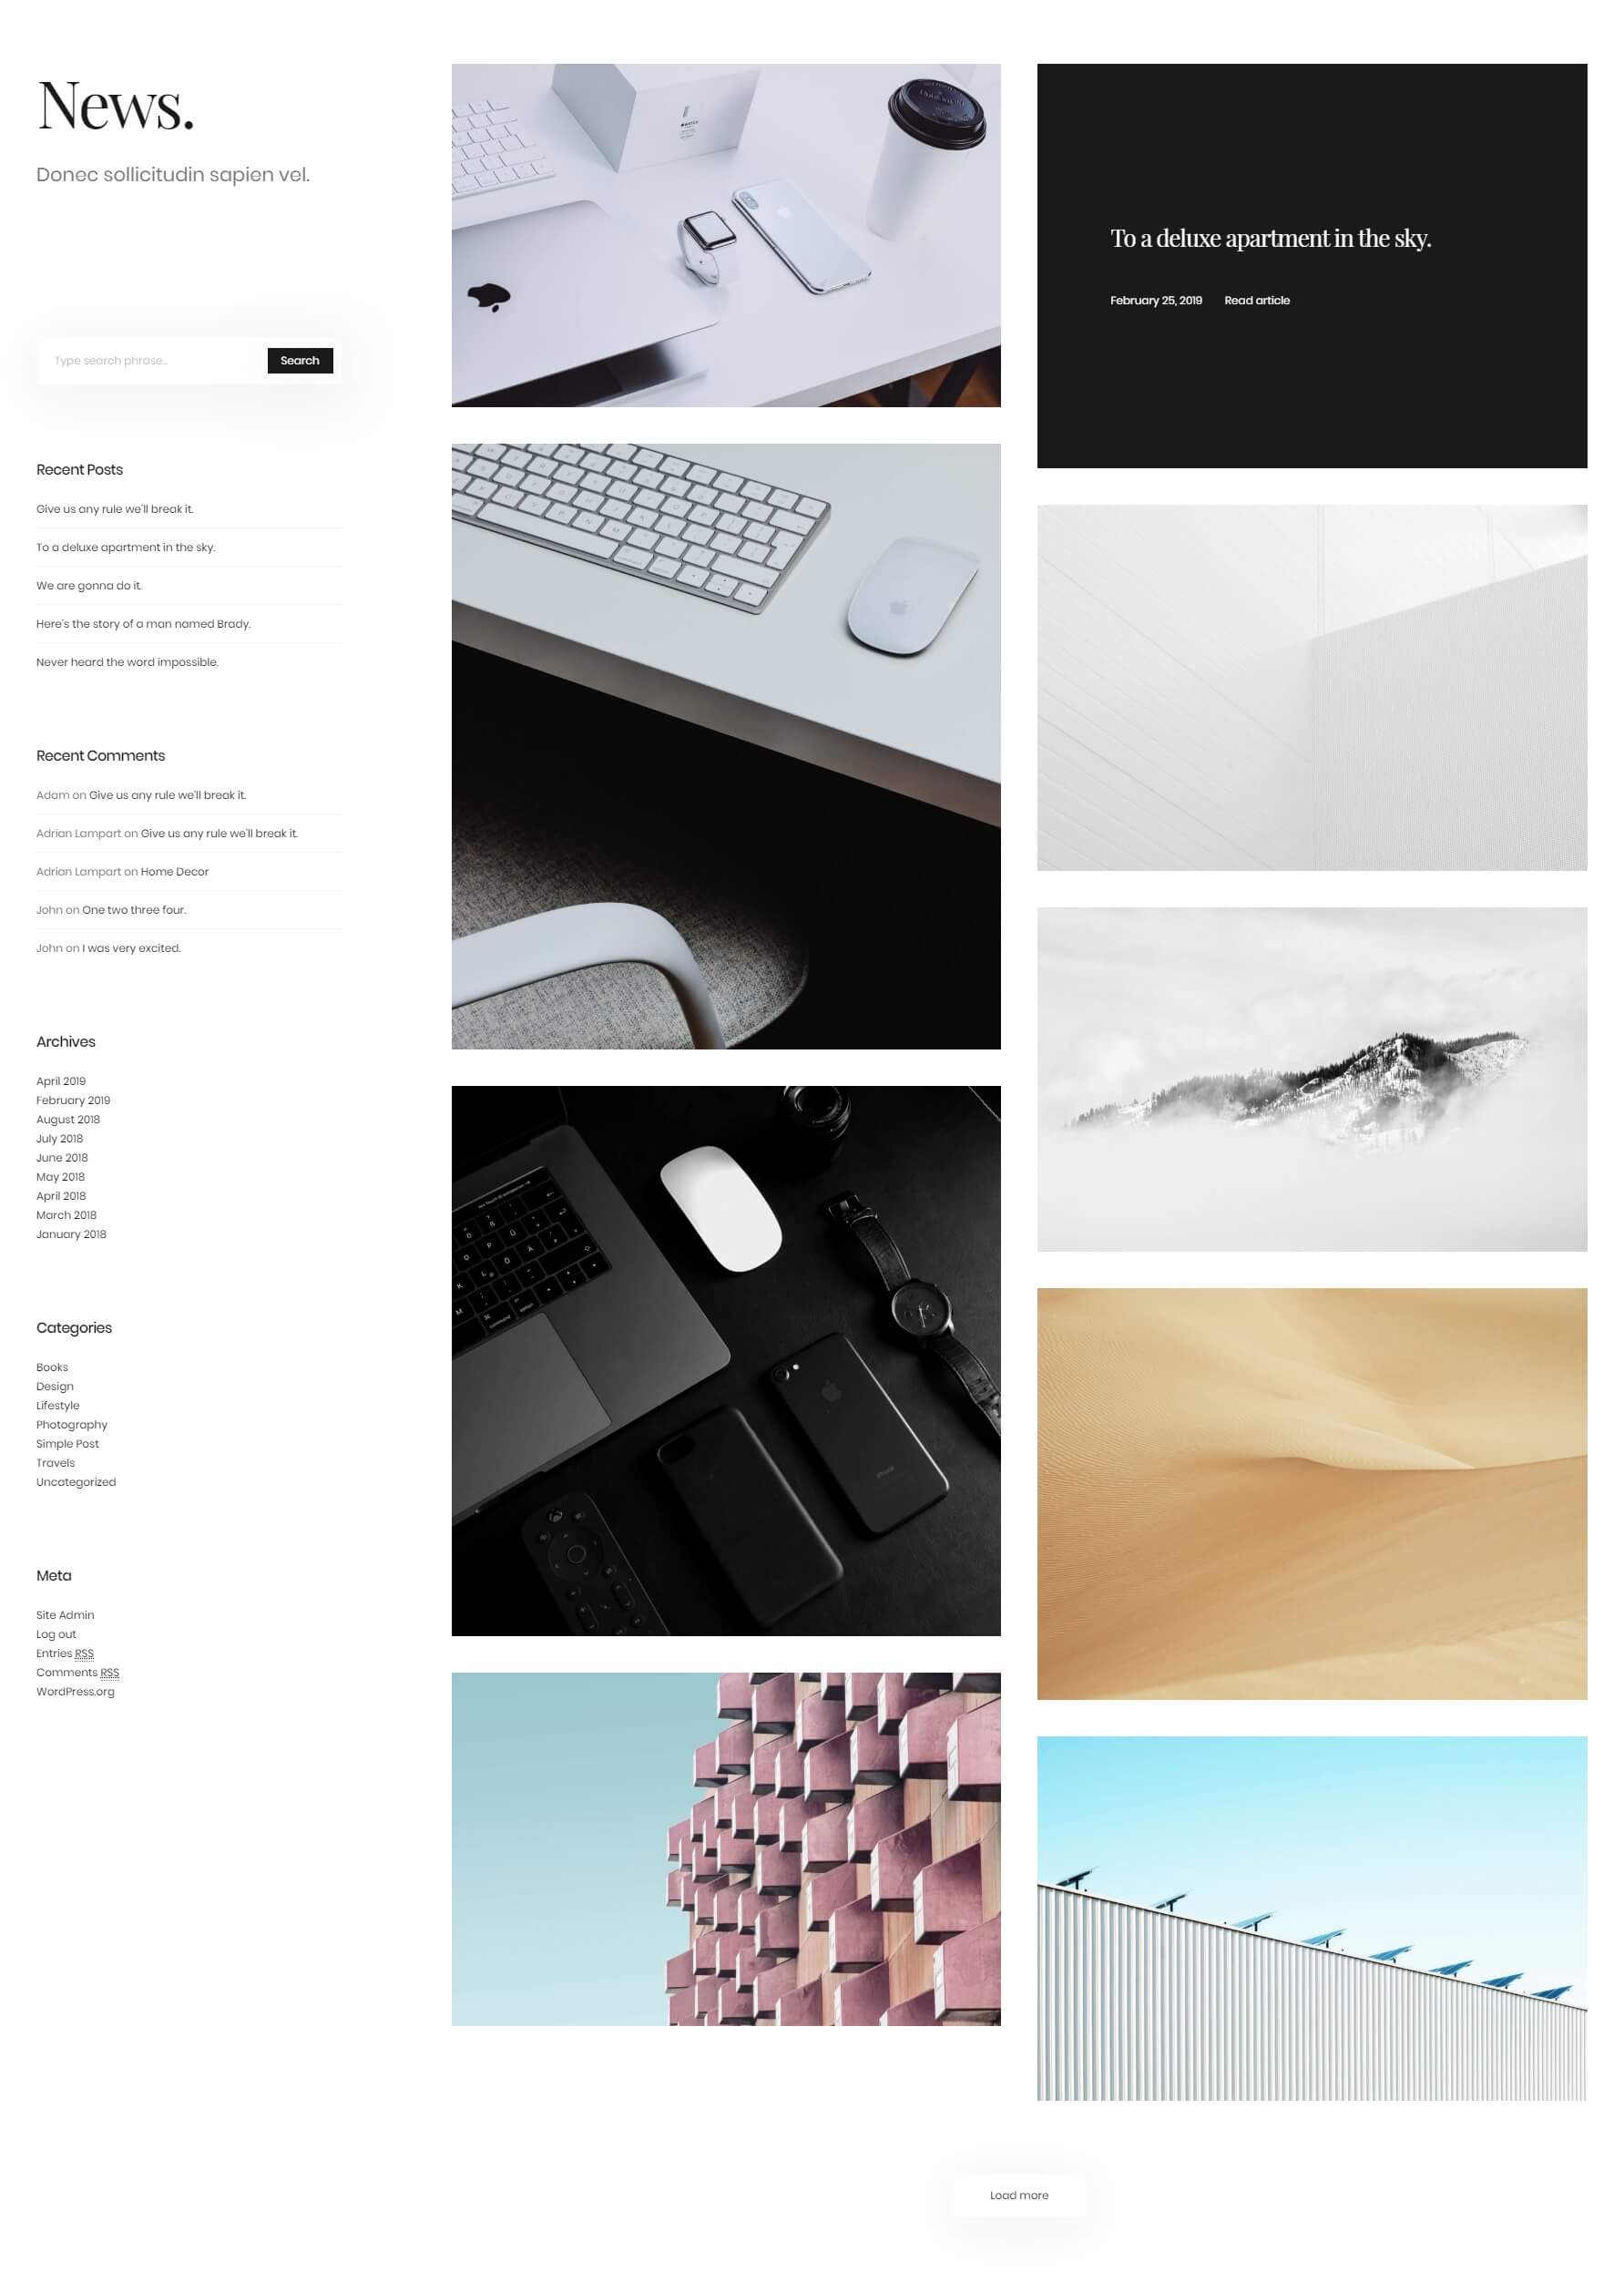 News.
Donec sollicitudin sapien vel.
Type search phrase...
Search
Recent Posts
Give us any rule we'll break it.
To a deluxe apartment in the sky.
We are gonna do it.
Here's the story of a man named Brady.
Never heard the word impossible.
Recent Comments
Adam on Give us any rule we'll break it.
Adrian Lampart on Give us any rule we'll break it.
Adrian Lampart on Home Decor
John on One two three four.
John on I was very excited.
Archives
April 2019
February 2019
August 2018
July 2018
June 2018
May 2018
April 2018
March 2018
January 2018
Categories
Books
Design
Lifestyle
Photography
Simple Post
Travels
Uncategorized
Meta
Site Admin
Log out
Entries RSS
Comments RSS
WordPress.org
To a deluxe apartment in the sky.
February 25, 2019 Read article
iPhone
Load more